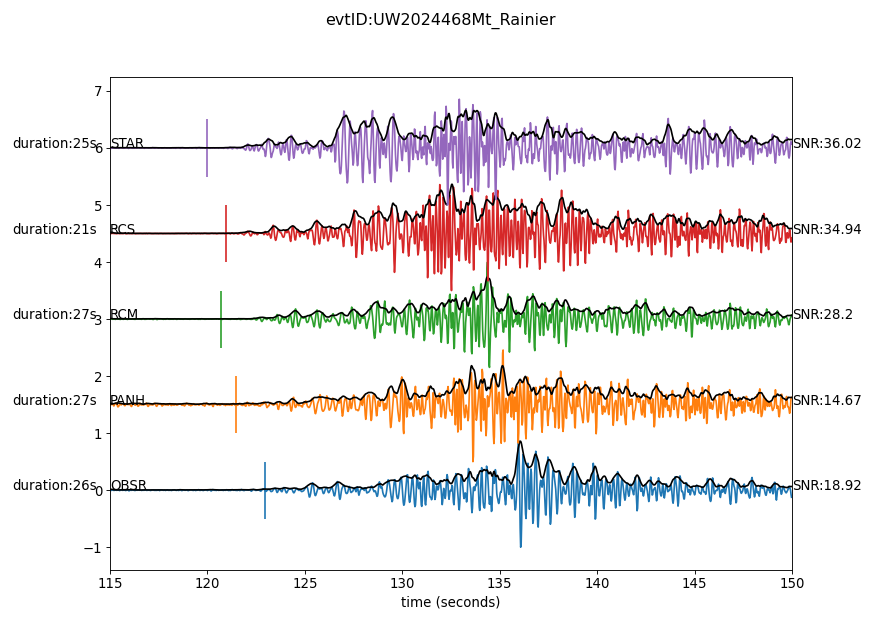 evtID:UW2024468Mt_Rainier
7
duration:25s 6 STAR SNR:36.02
5
duration:21s RCS SNR:34.94
4
duration:27s 3 RCM SNR:28.2
2
duration:27s PANH SNR:14.67
1
duration:26s 0 OBSR SNR:18.92
−1
115 120 125 130 135 140 145 150
time (seconds)